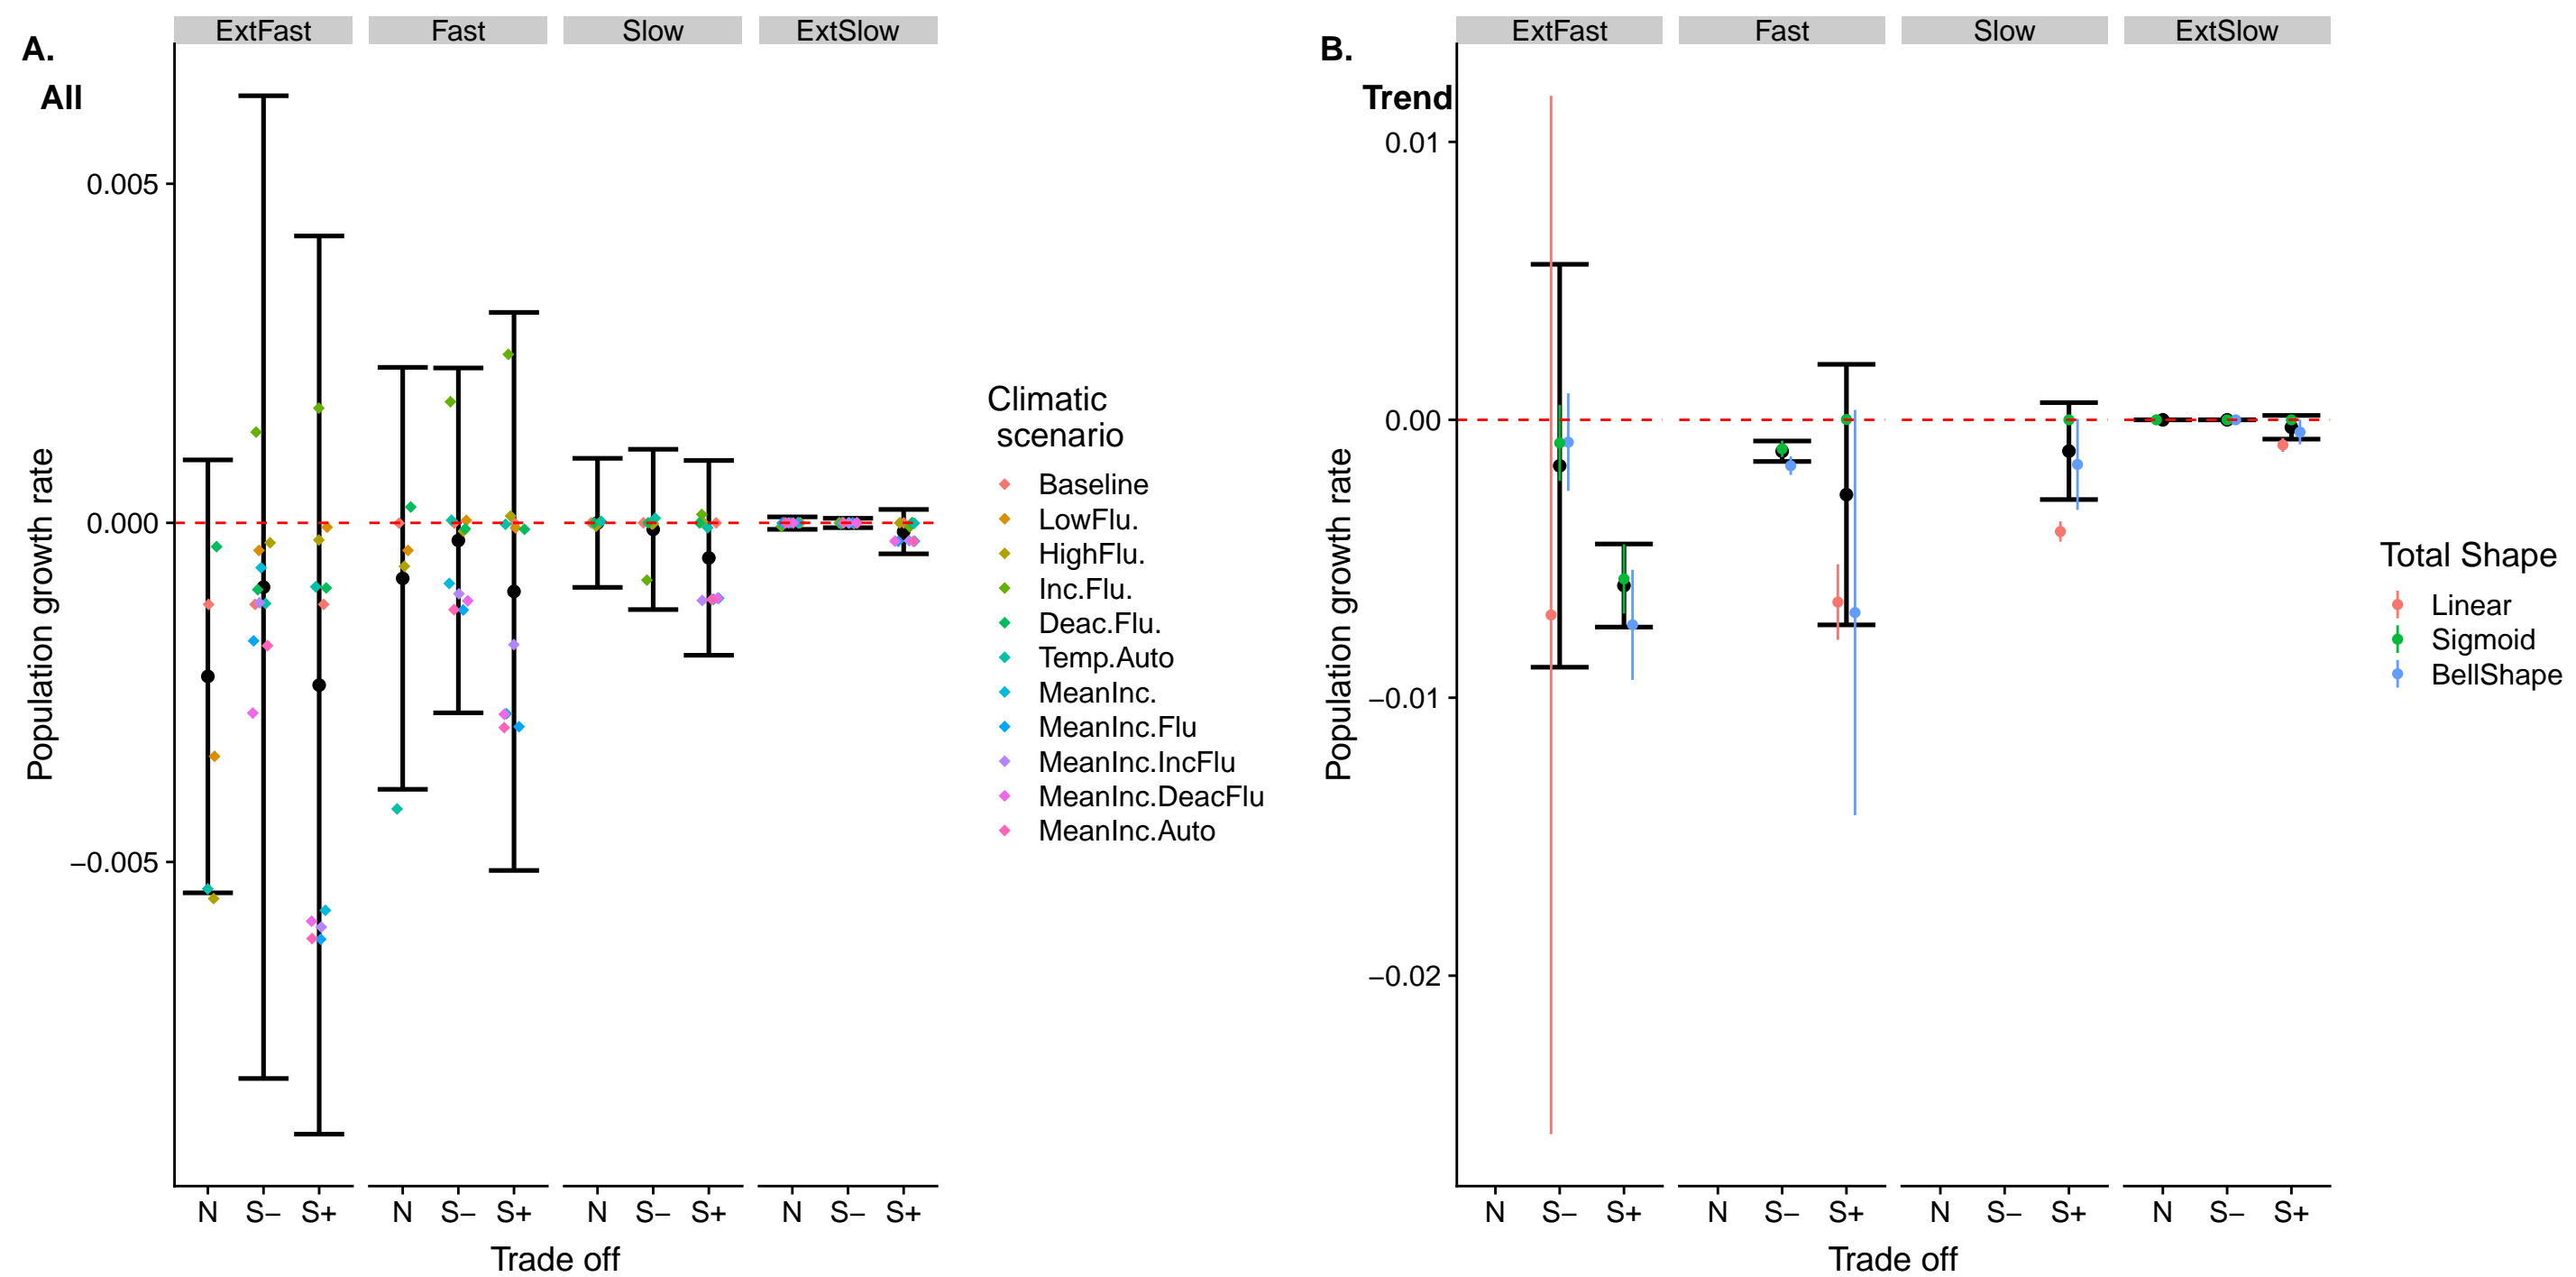 A.
All
ExtFast
Fast
Slow
ExtSlow
0.005
0.000
−0.005
Population growth rate
N
S−
S+
N
S−
S+
N
S−
S+
N
S−
S+
Trade off
Climatic
scenario
Baseline
LowFlu.
HighFlu.
Inc.Flu.
Deac.Flu.
Temp.Auto
MeanInc.
MeanInc.Flu
MeanInc.IncFlu
MeanInc.DeacFlu
MeanInc.Auto
B.
Trend
ExtFast
Fast
Slow
ExtSlow
0.01
0.00
−0.01
−0.02
Population growth rate
N
S−
S+
N
S−
S+
N
S−
S+
N
S−
S+
Trade off
Total Shape
Linear
Sigmoid
BellShape